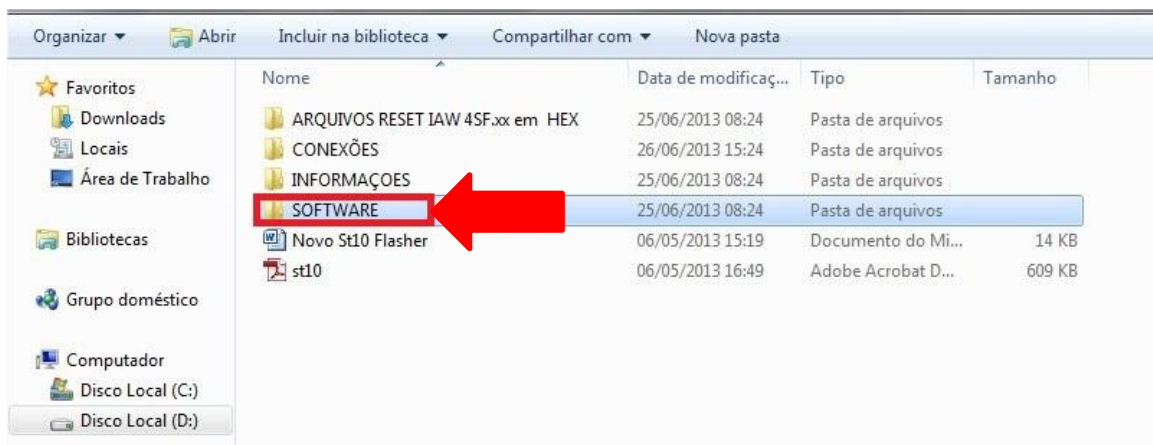 Organizar Abrir Incluir na biblioteca Compartilhar com Nova pasta
Favoritos
Downloads
Locais
Área de Trabalho
Bibliotecas
Grupo doméstico
Computador
Disco Local (C:)
Disco Local (D:)
Nome Data de modificaç... Tipo Tamanho
ARQUIVOS RESET IAW 4SF.xx em HEX 25/06/2013 08:24 Pasta de arquivos
CONEXÕES 26/06/2013 15:24 Pasta de arquivos
INFORMAÇOES 25/06/2013 08:24 Pasta de arquivos
SOFTWARE 25/06/2013 08:24 Pasta de arquivos
Novo St10 Flasher 06/05/2013 15:19 Documento do Mi... 14 KB
st10 06/05/2013 16:49 Adobe Acrobat D... 609 KB